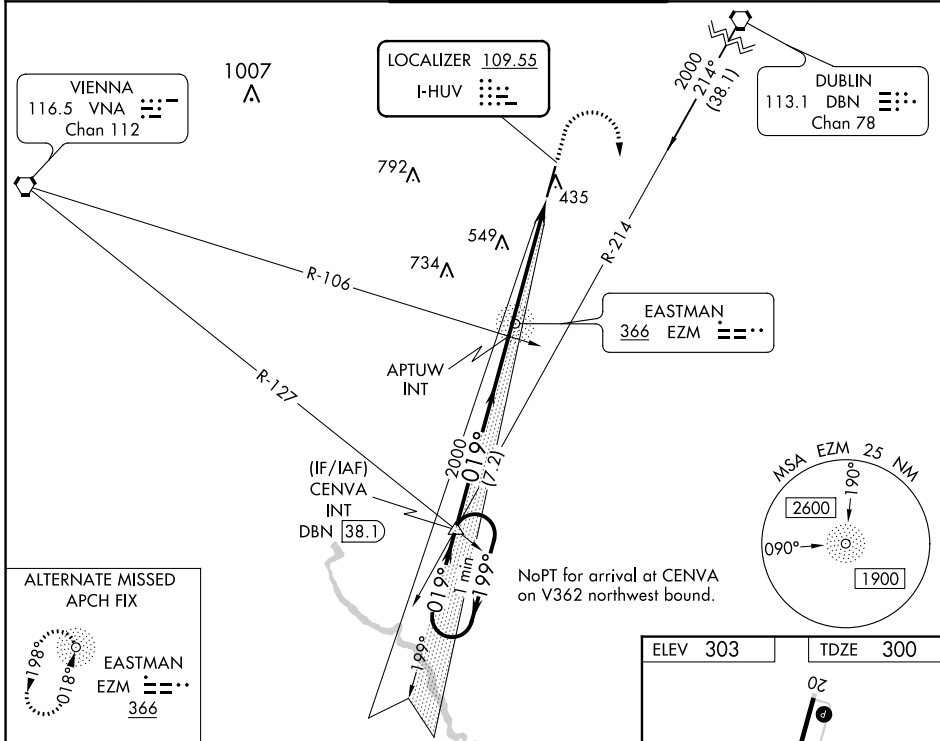 VIENNA
116.5 VNA
Chan 112
1007
LOCALIZER 109.55
I-HUV
DUBLIN
113.1 DBN
Chan 78
2000
214°
(38.1)
792
435
549
734
R-106
R-214
EASTMAN
366 EZM
APTUW
INT
R-127
2000
019°
(7.2)
(IF/IAF)
CENVA
INT
DBN 38.1
019°
1 min
199°
199°
NoPT for arrival at CENVA
on V362 northwest bound.
MSA EZM 25 NM
190°
2600
090°
1900
ALTERNATE MISSED
APCH FIX
198°
018°
EASTMAN
EZM
366
ELEV 303
TDZE 300
20
P